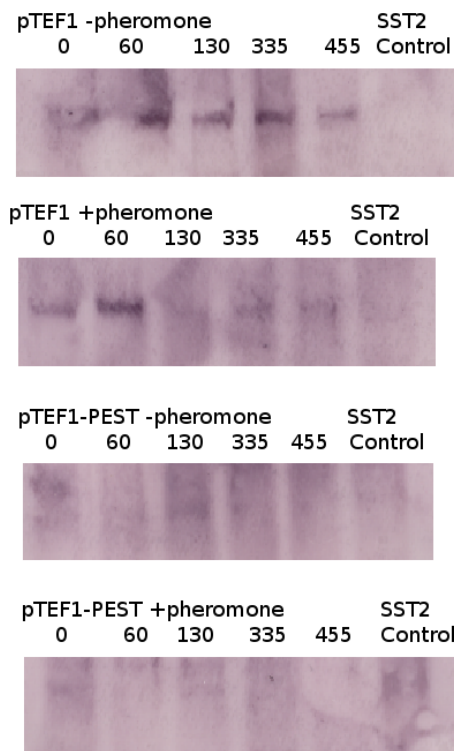 pTEF1 -pheromone SST2
0 60 130 335 455 Control
pTEF1 +pheromone SST2
0 60 130 335 455 Control
pTEF1-PEST -pheromone SST2
0 60 130 335 455 Control
pTEF1-PEST +pheromone SST2
0 60 130 335 455 Control